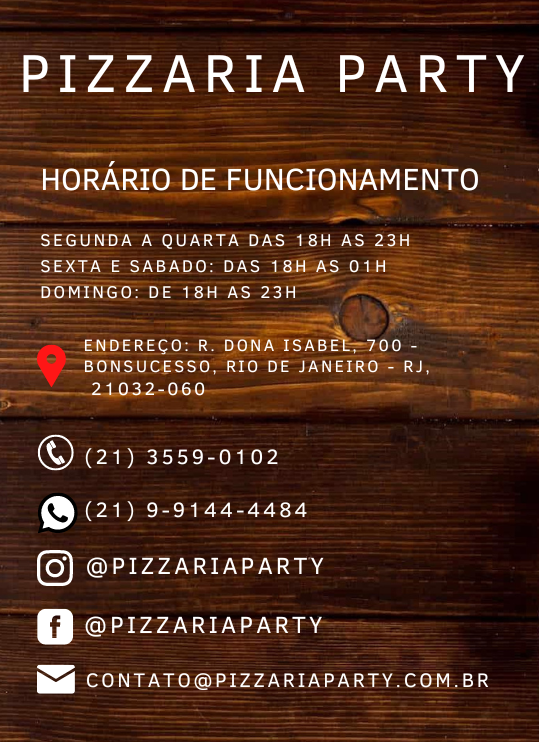 PIZZARIA PARTY
HORÁRIO DE FUNCIONAMENTO
SEGUNDA A QUARTA DAS 18H AS 23H
SEXTA E SABADO: DAS 18H AS 01H
DOMINGO: DE 18H AS 23H
ENDEREÇO: R. DONA ISABEL, 700 -
BONSUCESSO, RIO DE JANEIRO - RJ,
21032-060
(21) 3559-0102
(21) 9-9144-4484
@PIZZARIAPARTY
@PIZZARIAPARTY
CONTATO@PIZZARIAPARTY.COM.BR